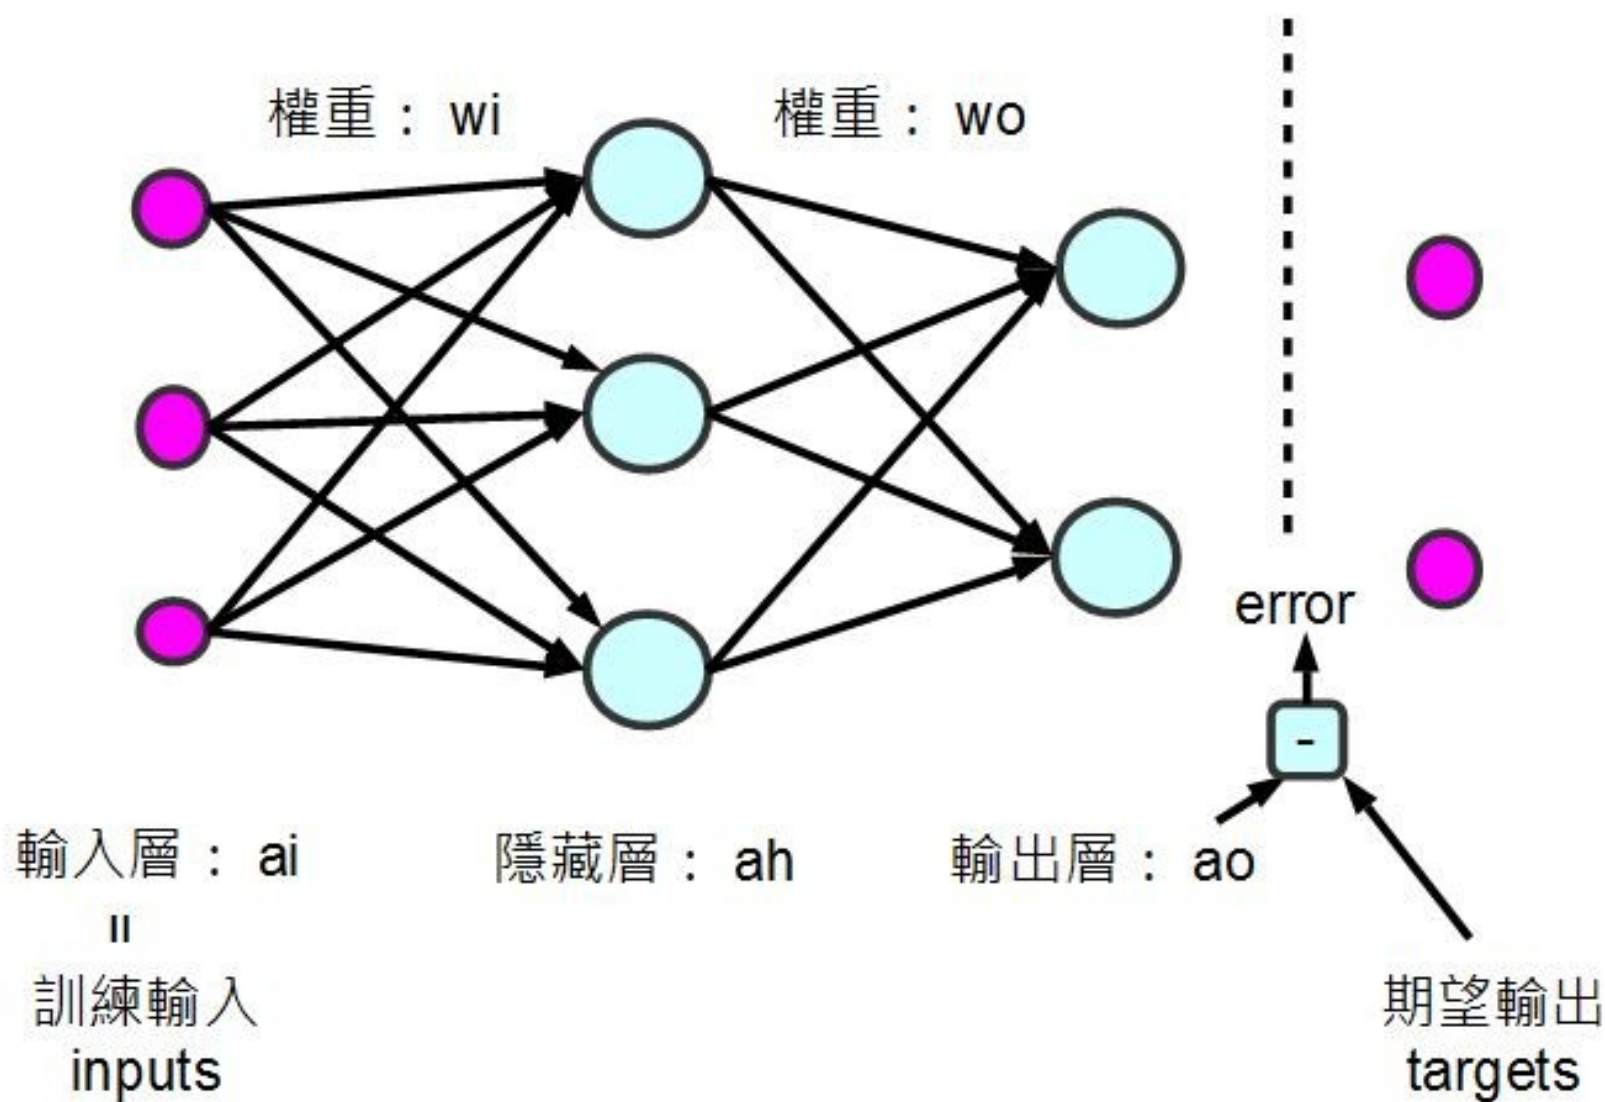 權重： wi
權重： wo
error
-
輸入層： ai
隱藏層： ah
輸出層： ao
=
訓練輸入
inputs
期望輸出
targets